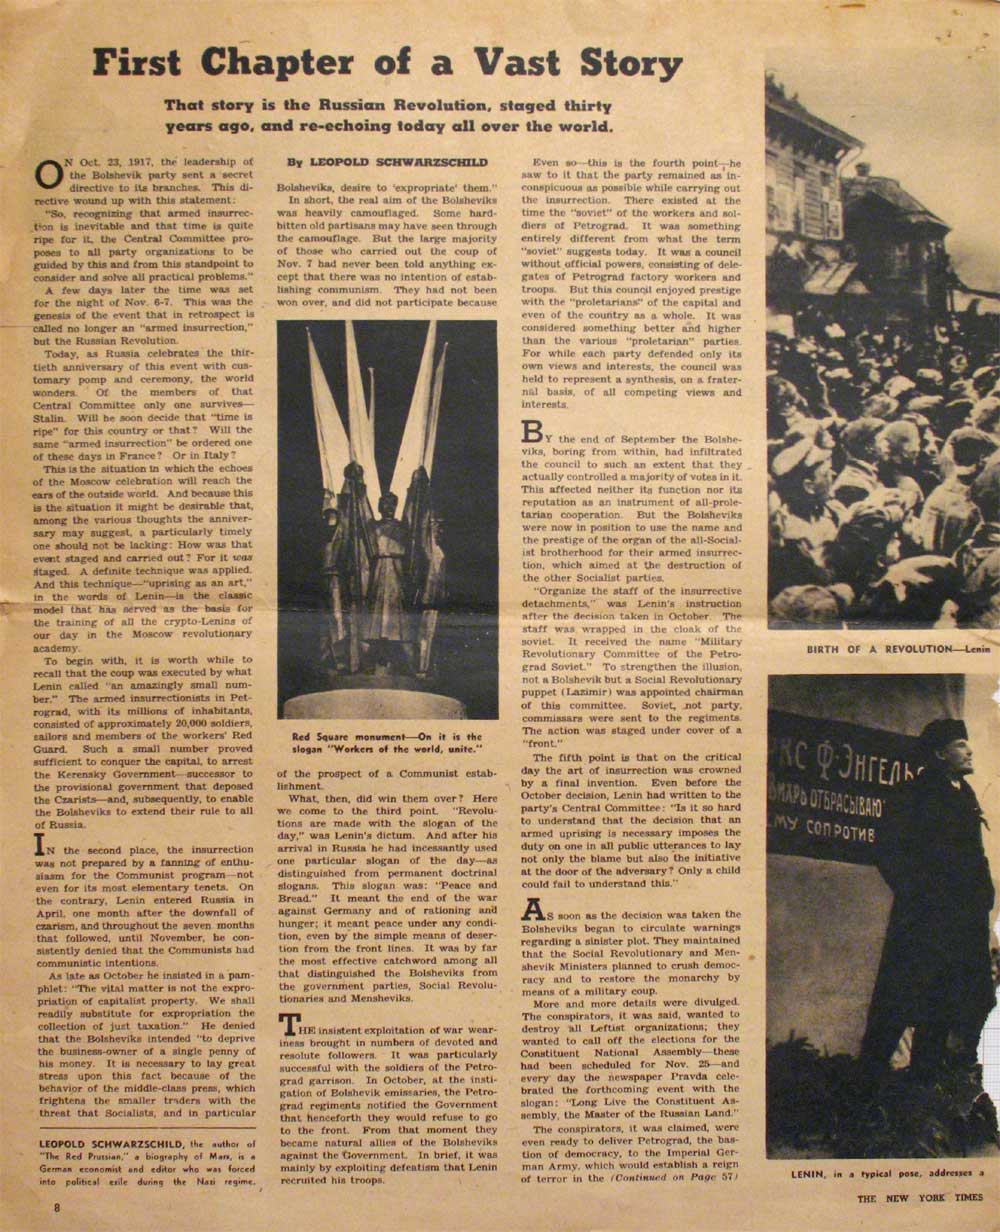 First Chapter of a Vast Story
That story is the Russian Revolution, staged thirty
years ago, and re-echoing today all over the world.
By LEOPOLD SCHWARZSCHILD
ON Oct. 23, 1917, the leadership of
the Bolshevik party sent a secret
directive to its branches. This di-
rective wound up with this statement:
"So, recognizing that armed insurrec-
tion is inevitable and that time is quite
ripe for it, the Central Committee pro-
poses to all party organizations to be
guided by this and from this standpoint to
consider and solve all practical problems."
A few days later the time was set
for the night of Nov. 6-7. This was the
genesis of the event that in retrospect is
called no longer an "armed insurrection,"
but the Russian Revolution.
Today, as Russia celebrates the thir-
tieth anniversary of this event with cus-
tomary pomp and ceremony, the world
wonders. Of the members of that
Central Committee only one survives—
Stalin. Will he soon decide that "time is
ripe" for this country or that? Will the
same "armed insurrection" be ordered one
of these days in France? Or in Italy?
This is the situation in which the echoes
of the Moscow celebration will reach the
ears of the outside world. And because this
is the situation it might be desirable that,
among the various thoughts the anniver-
sary may suggest, a particularly timely
one should not be lacking: How was that
event staged and carried out? For it was
staged. A definite technique was applied.
And this technique—"uprising as an art,"
in the words of Lenin—is the classic
model that has served as the basis for
the training of all the crypto-Lenins of
our day in the Moscow revolutionary
academy.
To begin with, it is worth while to
recall that the coup was executed by what
Lenin called "an amazingly small num-
ber." The armed insurrectionists in Pet-
rograd, with its millions of inhabitants,
consisted of approximately 20,000 soldiers,
sailors and members of the workers' Red
Guard. Such a small number proved
sufficient to conquer the capital, to arrest
the Kerensky Government—successor to
the provisional government that deposed
the Czarists—and, subsequently, to enable
the Bolsheviks to extend their rule to all
of Russia.
IN the second place, the insurrection
was not prepared by a fanning of enthu-
siasm for the Communist program—not
even for its most elementary tenets. On
the contrary, Lenin entered Russia in
April, one month after the downfall of
czarism, and throughout the seven months
that followed, until November, he con-
sistently denied that the Communists had
communistic intentions.
As late as October he insisted in a pam-
phlet: "The vital matter is not the expro-
priation of capitalist property. We shall
readily substitute for expropriation the
collection of just taxation." He denied
that the Bolsheviks intended "to deprive
the business-owner of a single penny of
his money. It is necessary to lay great
stress upon this fact because of the
behavior of the middle-class press, which
frightens the smaller traders with the
threat that Socialists, and in particular
LEOPOLD SCHWARZSCHILD, the author of
"The Red Prussian," a biography of Marx, is a
German economist and editor who was forced
into political exile during the Nazi regime.
8
Bolsheviks, desire to 'expropriate' them."
In short, the real aim of the Bolsheviks
was heavily camouflaged. Some hard-
bitten old partisans may have seen through
the camouflage. But the large majority
of those who carried out the coup of
Nov. 7 had never been told anything ex-
cept that there was no intention of estab-
lishing communism. They had not been
won over, and did not participate because
Red Square monument—On it is the
slogan "Workers of the world, unite."
of the prospect of a Communist estab-
lishment.
What, then, did win them over? Here
we come to the third point. "Revolu-
tions are made with the slogan of the
day," was Lenin's dictum. And after his
arrival in Russia he had incessantly used
one particular slogan of the day—as
distinguished from permanent doctrinal
slogans. This slogan was: "Peace and
Bread." It meant the end of the war
against Germany and of rationing and
hunger; it meant peace under any condi-
tion, even by the simple means of deser-
tion from the front lines. It was by far
the most effective catchword among all
that distinguished the Bolsheviks from
the government parties, Social Revolu-
tionaries and Mensheviks.
THE insistent exploitation of war wear-
iness brought in numbers of devoted and
resolute followers. It was particularly
successful with the soldiers of the Petro-
grad garrison. In October, at the insti-
gation of Bolshevik emissaries, the Petro-
grad regiments notified the Government
that henceforth they would refuse to go
to the front. From that moment they
became natural allies of the Bolsheviks
against the Government. In brief, it was
mainly by exploiting defeatism that Lenin
recruited his troops.
Even so—this is the fourth point—he
saw to it that the party remained as in-
conspicuous as possible while carrying out
the insurrection. There existed at the
time the "soviet" of the workers and sol-
diers of Petrograd. It was something
entirely different from what the term
"soviet" suggests today. It was a council
without official powers, consisting of dele-
gates of Petrograd factory workers and
troops. But this council enjoyed prestige
with the "proletarians" of the capital and
even of the country as a whole. It was
considered something better and higher
than the various "proletarian" parties.
For while each party defended only its
own views and interests, the council was
held to represent a synthesis, on a frater-
nal basis, of all competing views and
interests.
BY the end of September the Bolshe-
viks, boring from within, had infiltrated
the council to such an extent that they
actually controlled a majority of votes in it.
This affected neither its function nor its
reputation as an instrument of all-prole-
tarian cooperation. But the Bolsheviks
were now in position to use the name and
the prestige of the organ of the all-Social-
ist brotherhood for their armed insurrec-
tion, which aimed at the destruction of
the other Socialist parties.
"Organize the staff of the insurrective
detachments," was Lenin's instruction
after the decision taken in October. The
staff was wrapped in the cloak of the
soviet. It received the name "Military
Revolutionary Committee of the Petro-
grad Soviet." To strengthen the illusion,
not a Bolshevik but a Social Revolutionary
puppet (Lazimir) was appointed chairman
of this committee. Soviet, not party,
commissars were sent to the regiments.
The action was staged under cover of a
"front."
The fifth point is that on the critical
day the art of insurrection was crowned
by a final invention. Even before the
October decision, Lenin had written to the
party's Central Committee: "Is it so hard
to understand that the decision that an
armed uprising is necessary imposes the
duty on one in all public utterances to lay
not only the blame but also the initiative
at the door of the adversary? Only a child
could fail to understand this."
AS soon as the decision was taken the
Bolsheviks began to circulate warnings
regarding a sinister plot. They maintained
that the Social Revolutionary and Men-
shevik Ministers planned to crush democ-
racy and to restore the monarchy by
means of a military coup.
More and more details were divulged.
The conspirators, it was said, wanted to
destroy all Leftist organizations; they
wanted to call off the elections for the
Constituent National Assembly—these
had been scheduled for Nov. 25—and
every day the newspaper Pravda cele-
brated the forthcoming event with the
slogan: "Long Live the Constituent As-
sembly, the Master of the Russian Land."
The conspirators, it was claimed, were
even ready to deliver Petrograd, the bas-
tion of democracy, to the Imperial Ger-
man Army, which would establish a reign
of terror in the (Continued on Page 57)
BIRTH OF A REVOLUTION—Lenin
КС Ф·ЭНГЕЛЬС
ОТБРАСЫВАЮ
МУ СОПРОТИВ
LENIN, in a typical pose, addresses a
THE NEW YORK TIMES